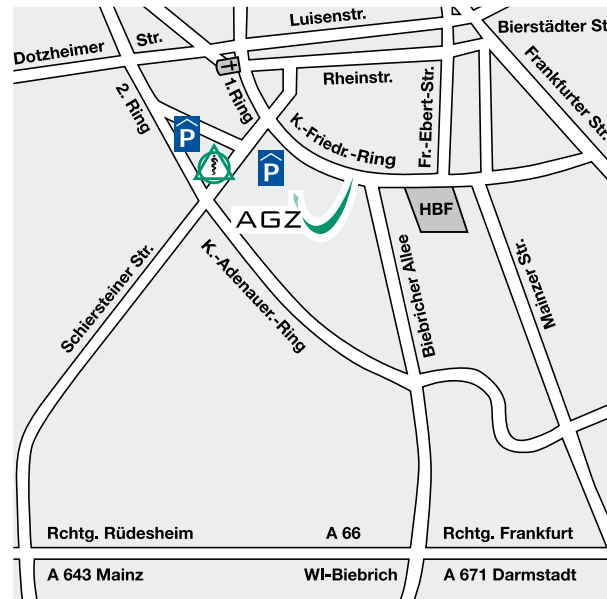 Luisenstr.
Bierstädter St
Dotzheimer Str.
Frankfurter Str.
2. Ring
1.Ring
Rheinstr.
Fr.-Ebert-Str.
P
K.-Friedr.-Ring
P
AGZ
HBF
Schiersteiner Str.
K.-Adenauer.-Ring
Biebricher Allee
Mainzer Str.
Rchtg. Rüdesheim
A 66
Rchtg. Frankfurt
A 643 Mainz
WI-Biebrich
A 671 Darmstadt